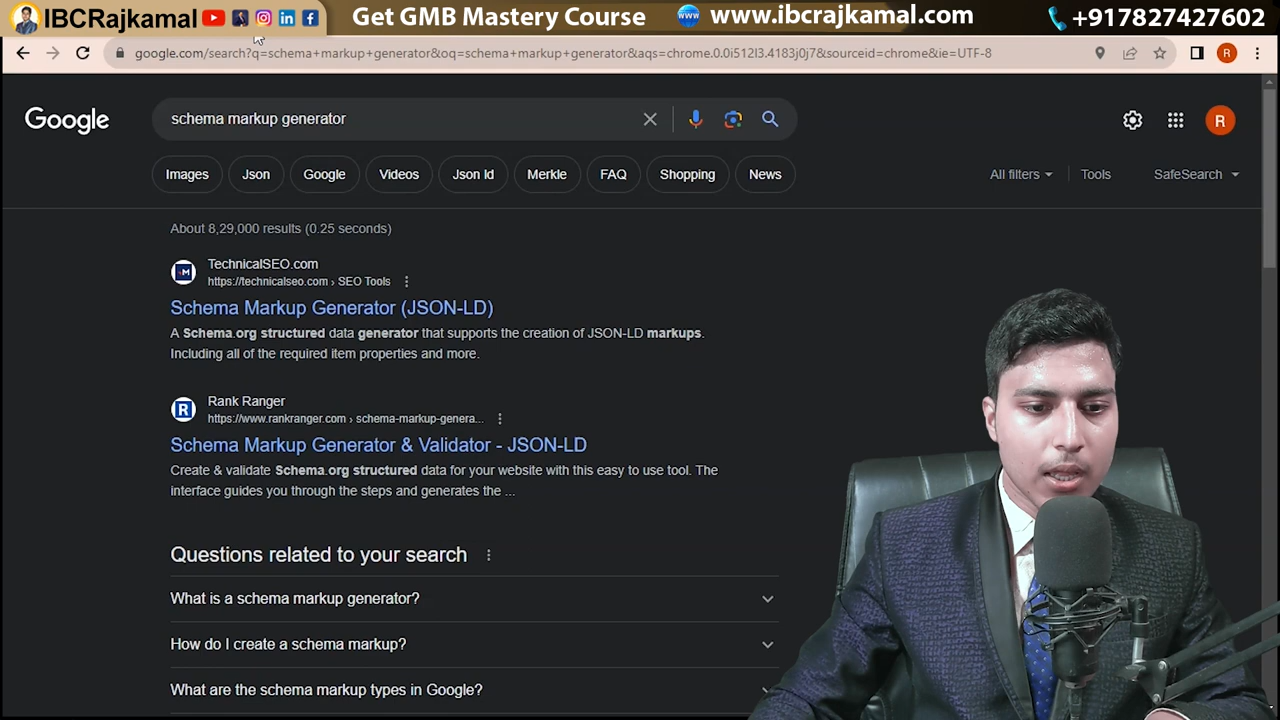 IBCRajkamal
Get GMB Mastery Course
www.ibcrajkamal.com
+917827427602
google.com/search?q=schema+markup+generator&oq=schema+markup+generator&aqs=chrome.0.0i512l3.4183j0j7&sourceid=chrome&ie=UTF-8
R
Google
schema markup generator
R
Images
Json
Google
Videos
Json ld
Merkle
FAQ
Shopping
News
All filters
Tools
SafeSearch
About 8,29,000 results (0.25 seconds)
TechnicalSEO.com
https://technicalseo.com › SEO Tools
Schema Markup Generator (JSON-LD)
A Schema.org structured data generator that supports the creation of JSON-LD markups.
Including all of the required item properties and more.
Rank Ranger
https://www.rankranger.com › schema-markup-genera...
Schema Markup Generator & Validator - JSON-LD
Create & validate Schema.org structured data for your website with this easy to use tool. The
interface guides you through the steps and generates the ...
Questions related to your search
What is a schema markup generator?
How do I create a schema markup?
What are the schema markup types in Google?